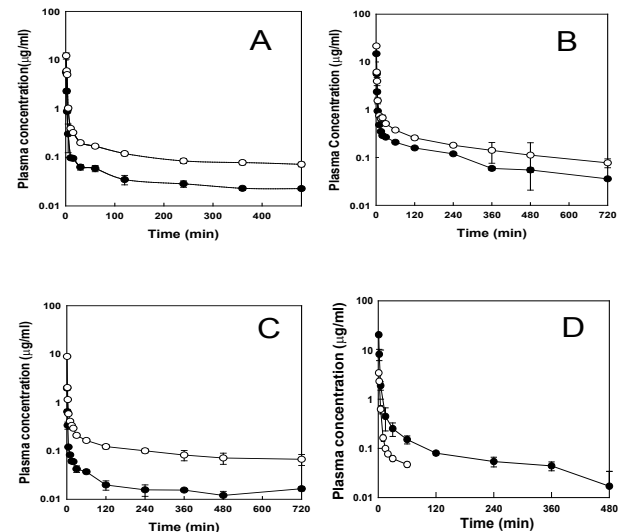 A
Plasma concentration(μg/ml)
100
10
1
0.1
0.01
0 100 200 300 400
Time (min)
B
Plasma Concentration (μg/ml)
100
10
1
0.1
0.01
0 120 240 360 480 600 720
Time (min)
C
Plasma concentration (μg/ml)
100
10
1
0.1
0.01
0 120 240 360 480 600 720
Time (min)
D
Plasma concentration (μg/ml)
100
10
1
0.1
0.01
0 120 240 360 480
Time (min)